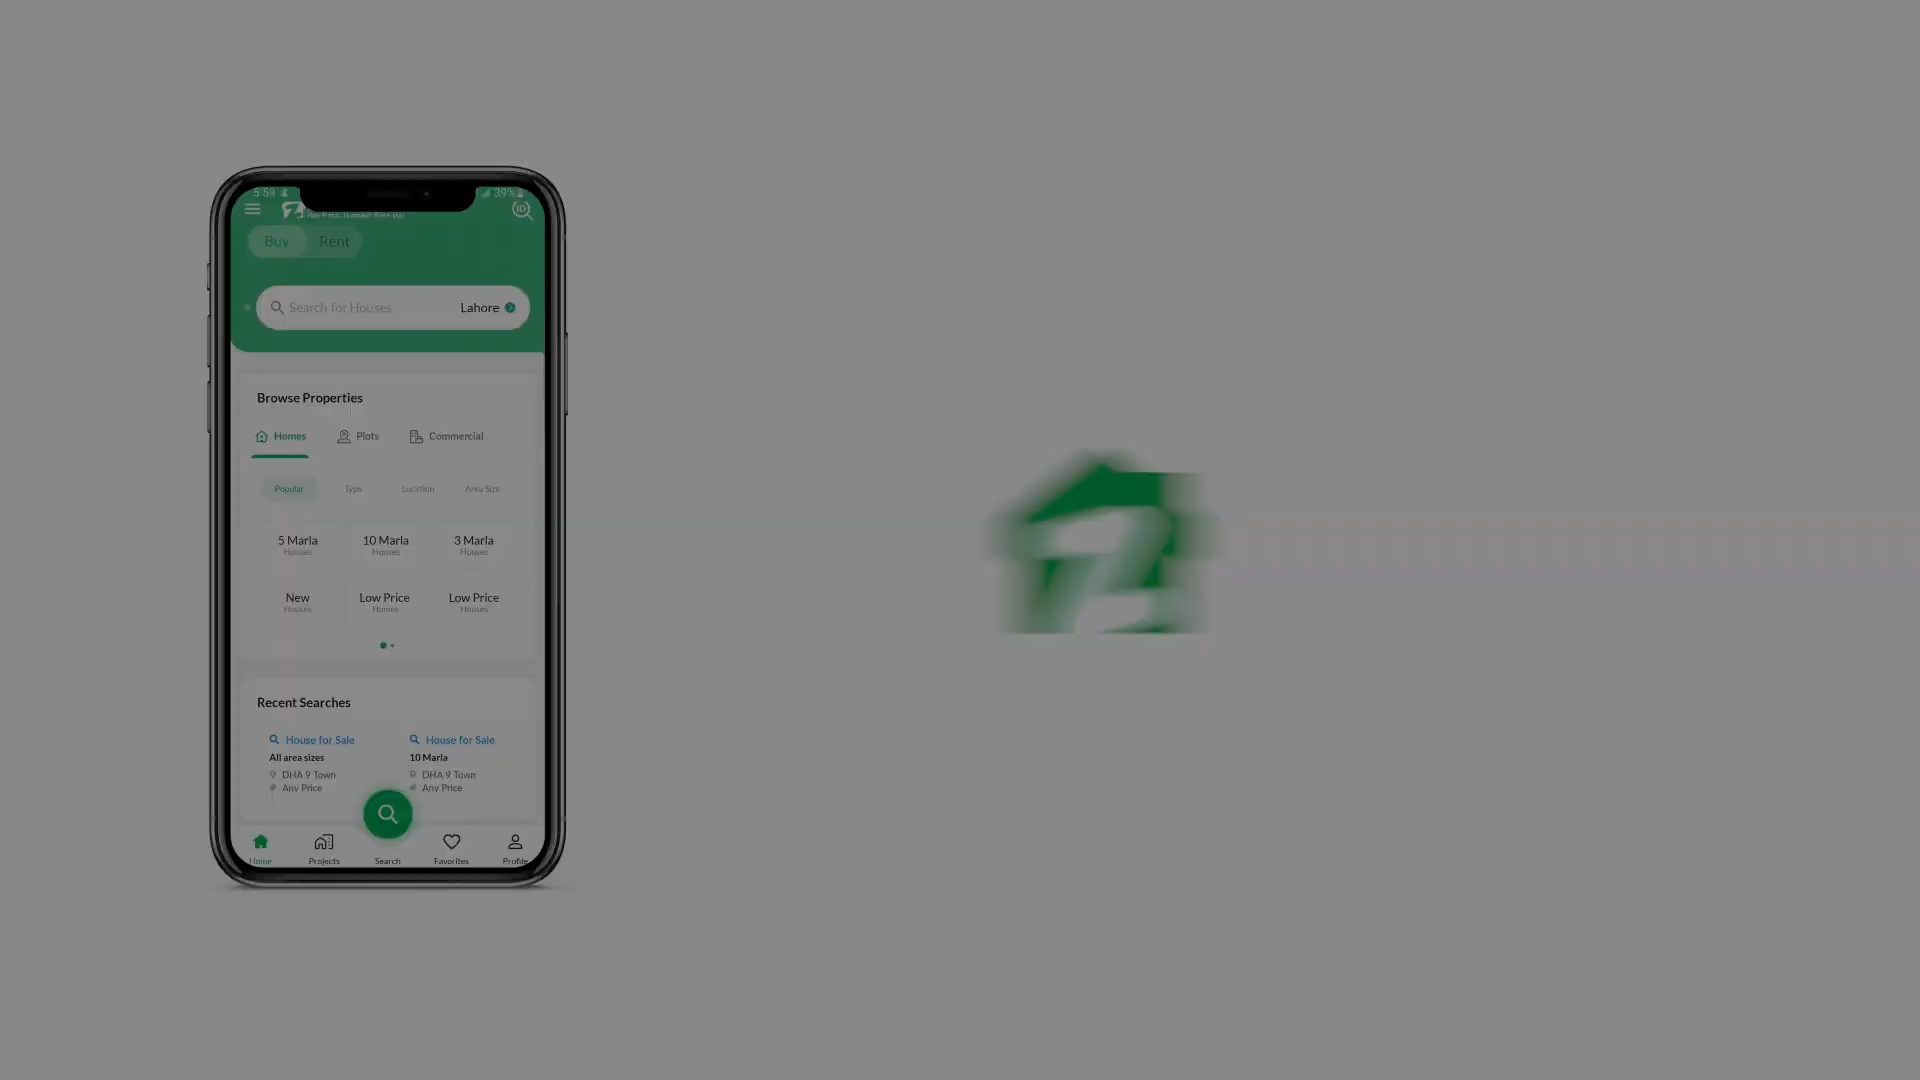 5:59
39%
Buy Rent
Search for Houses Lahore
Browse Properties
Homes Plots Commercial
Popular Type Location Area Size
5 Marla 10 Marla 3 Marla
Houses Houses Houses
New Low Price Low Price
Houses Homes Houses
Recent Searches
House for Sale House for Sale
All area sizes 10 Marla
DHA 9 Town DHA 9 Town
Any Price Any Price
Home Projects Search Favorites Profile